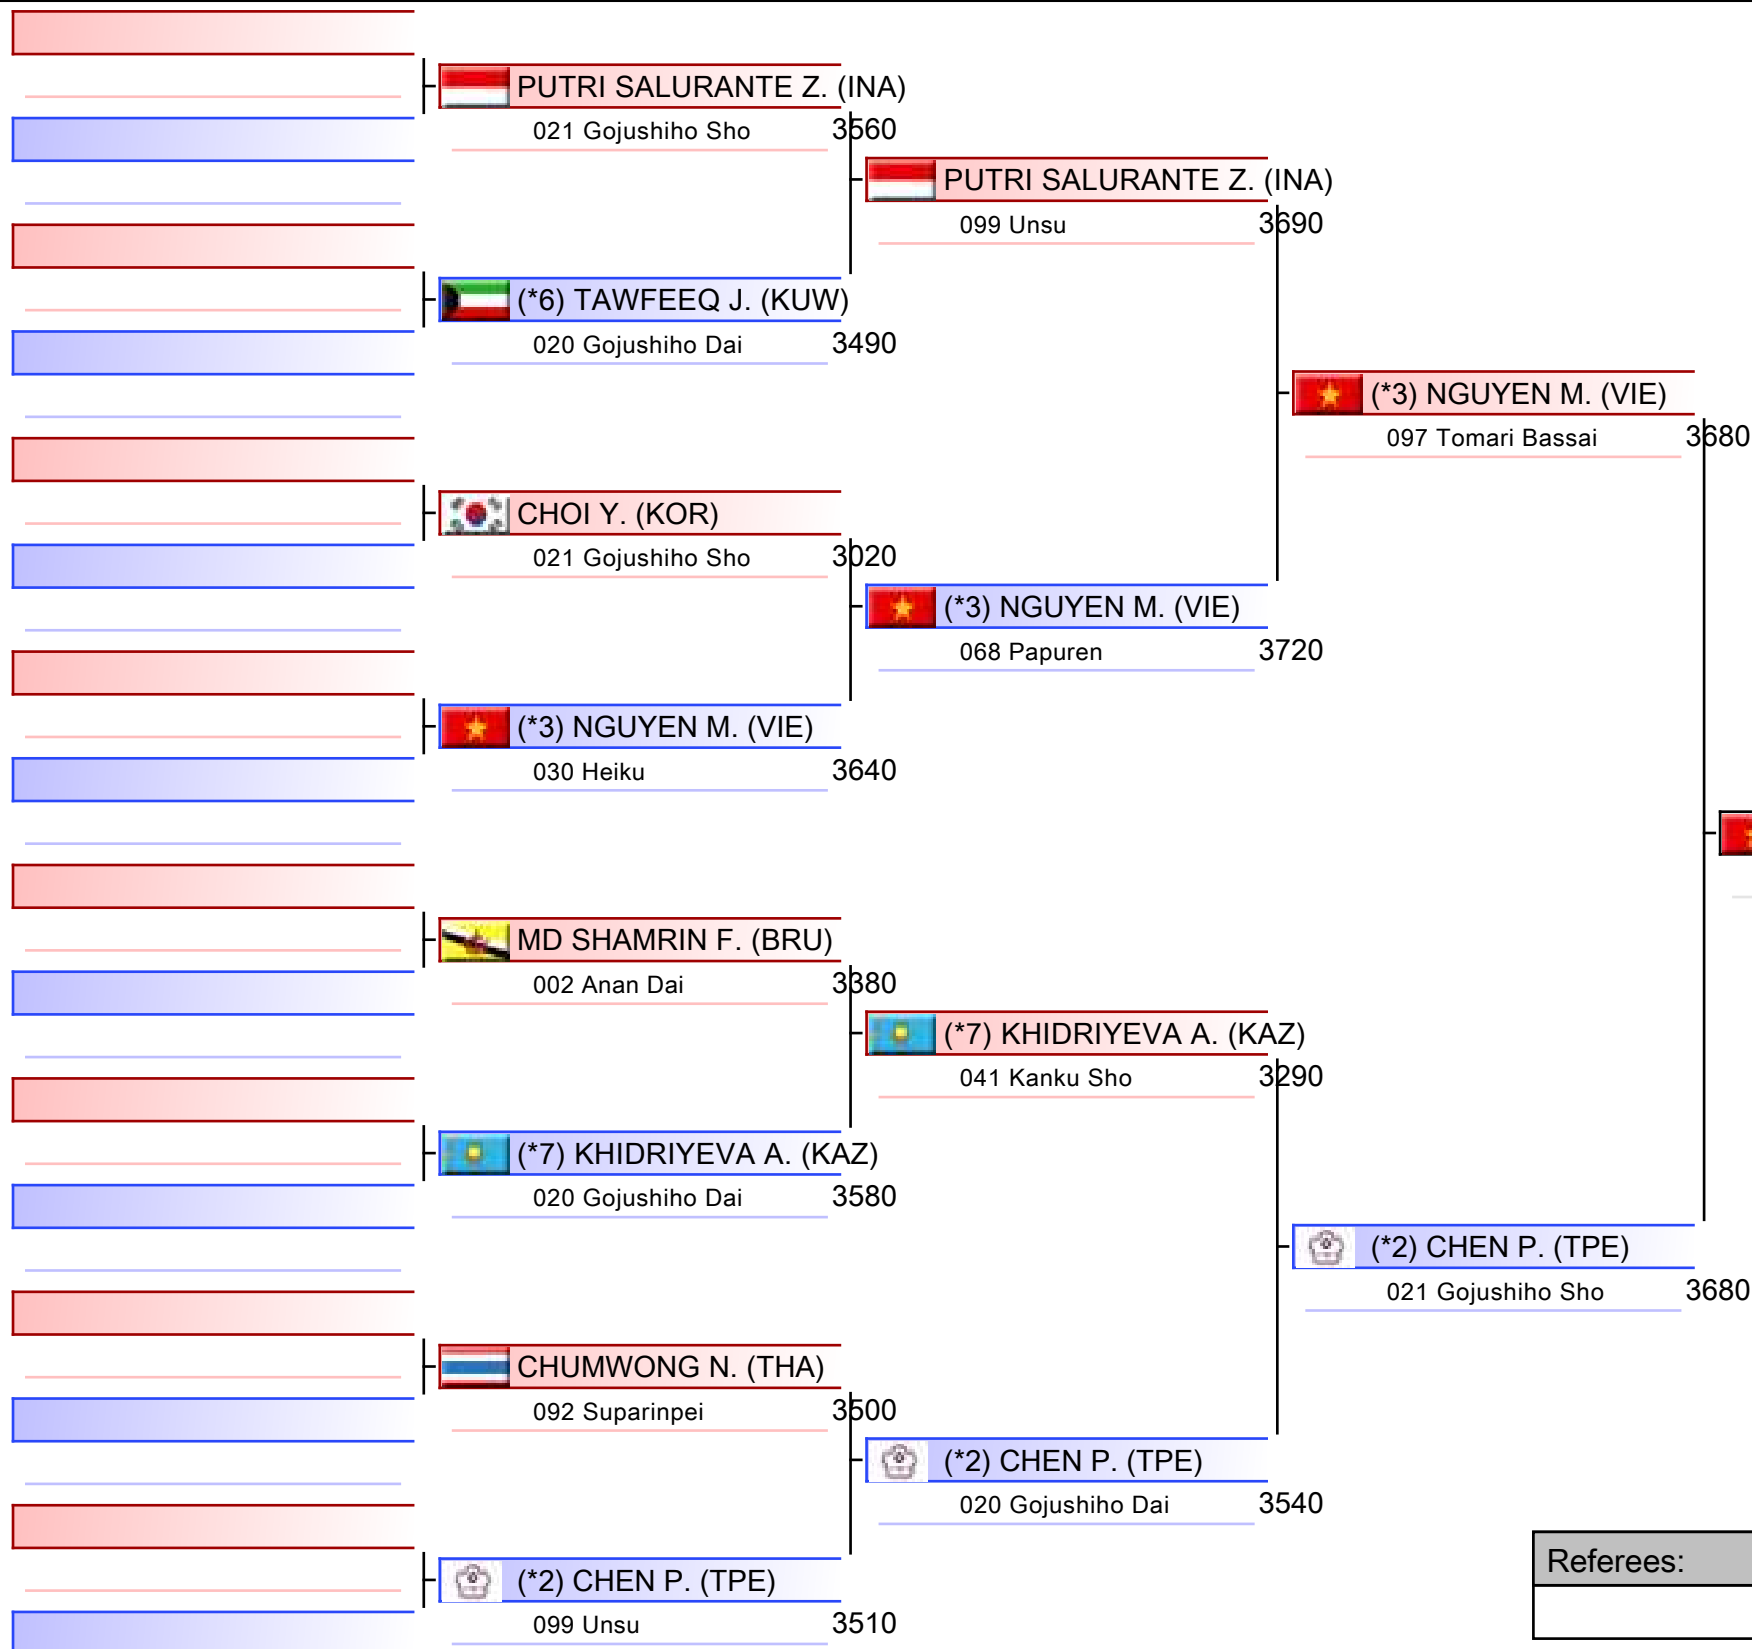 PUTRI SALURANTE Z. (INA)
021 Gojushiho Sho 3560
PUTRI SALURANTE Z. (INA)
099 Unsu 3690
(*6) TAWFEEQ J. (KUW)
020 Gojushiho Dai 3490
(*3) NGUYEN M. (VIE)
097 Tomari Bassai 3680
CHOI Y. (KOR)
021 Gojushiho Sho 3020
(*3) NGUYEN M. (VIE)
068 Papuren 3720
(*3) NGUYEN M. (VIE)
030 Heiku 3640
MD SHAMRIN F. (BRU)
002 Anan Dai 3380
(*7) KHIDRIYEVA A. (KAZ)
041 Kanku Sho 3290
(*7) KHIDRIYEVA A. (KAZ)
020 Gojushiho Dai 3580
(*2) CHEN P. (TPE)
021 Gojushiho Sho 3680
CHUMWONG N. (THA)
092 Suparinpei 3500
(*2) CHEN P. (TPE)
020 Gojushiho Dai 3540
Referees:
(*2) CHEN P. (TPE)
099 Unsu 3510